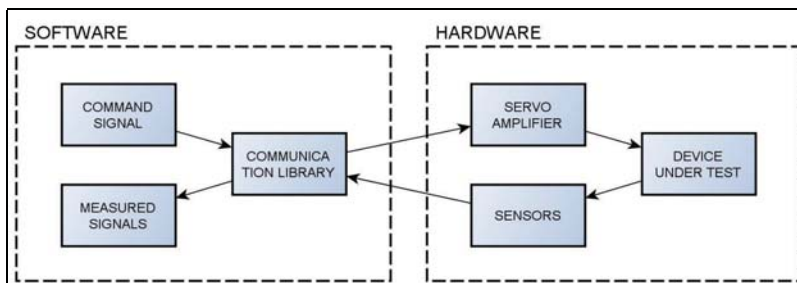 SOFTWARE
HARDWARE
COMMAND
SIGNAL
COMMUNICA
TION LIBRARY
MEASURED
SIGNALS
SERVO
AMPLIFIER
DEVICE
UNDER TEST
SENSORS